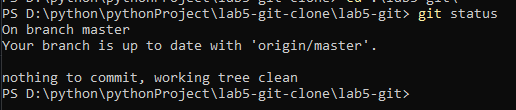 PS D:\python\pythonProject\lab5-git-clone\lab5-git> git status
On branch master
Your branch is up to date with 'origin/master'.
nothing to commit, working tree clean
PS D:\python\pythonProject\lab5-git-clone\lab5-git>